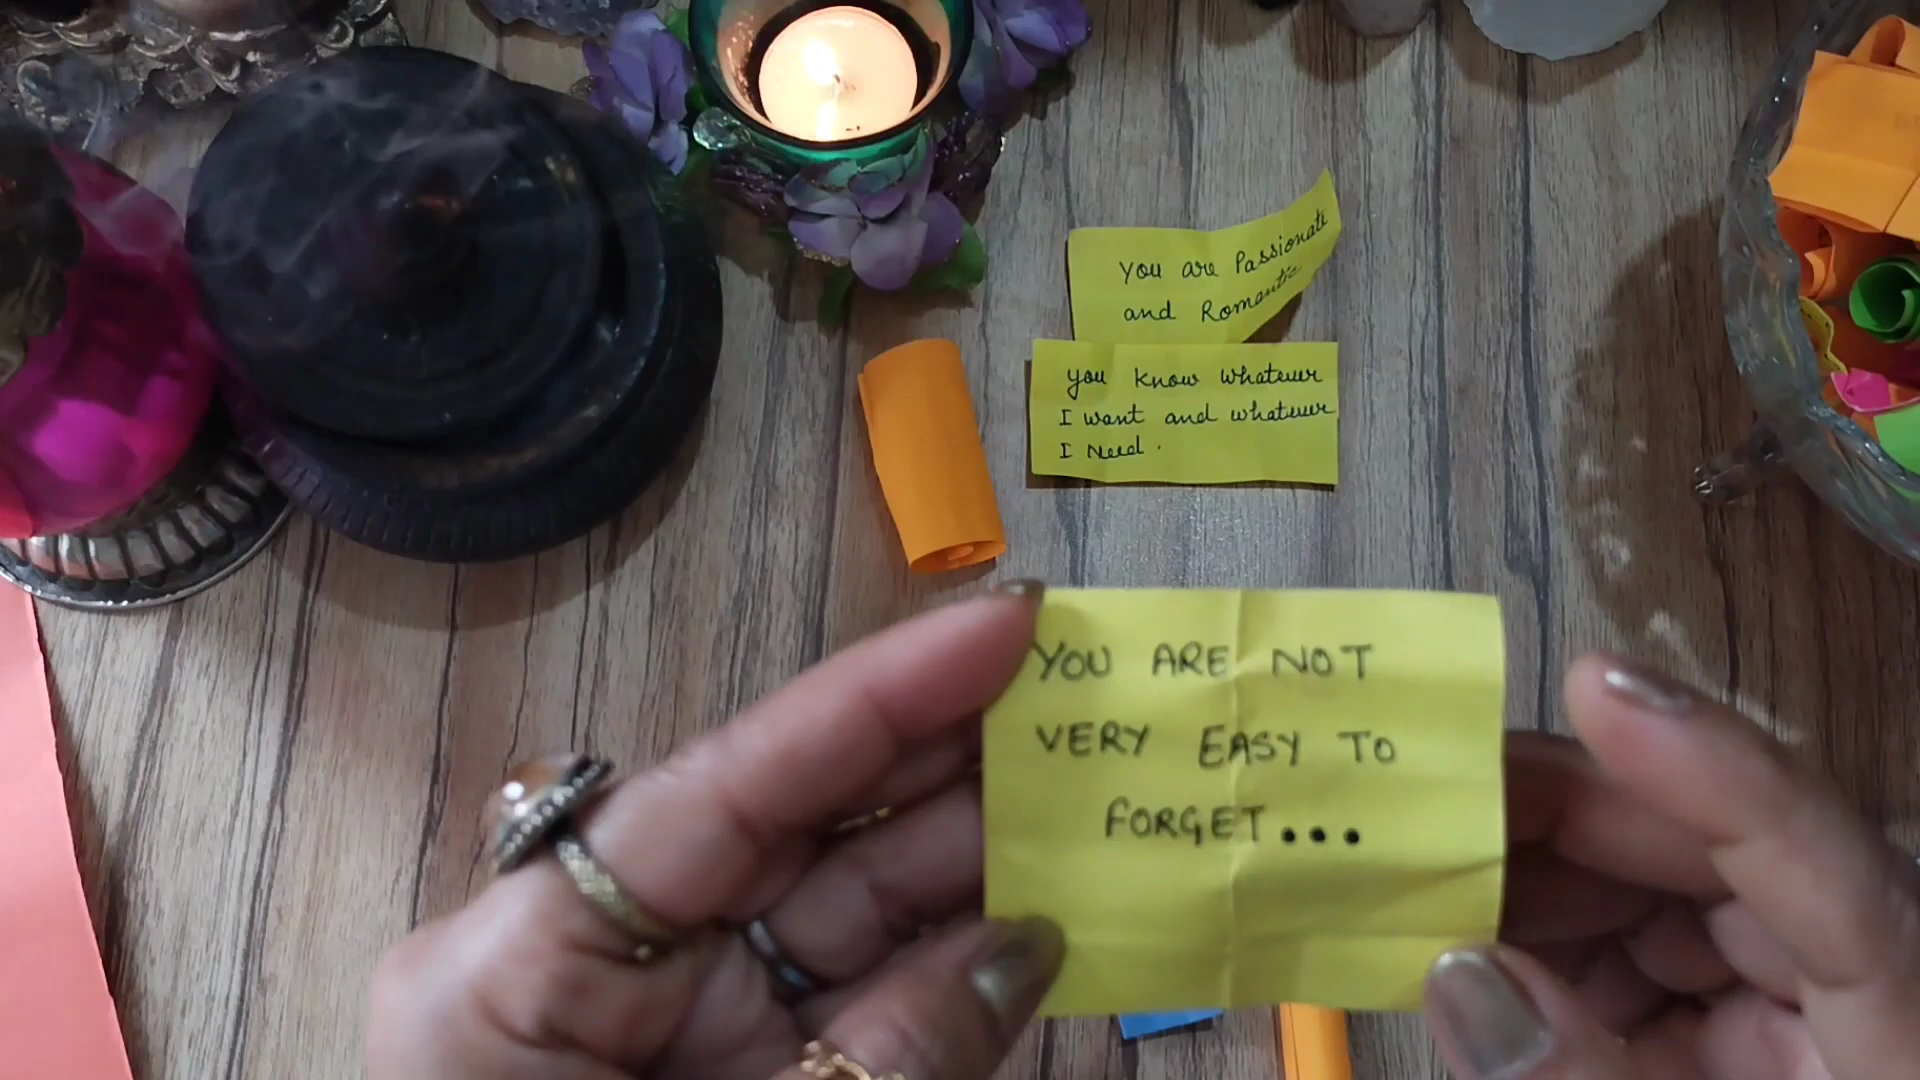 You are Passionate
and Romantic
you know whatever
I want and whatever
I Need.
YOU ARE NOT
VERY EASY TO
FORGET...